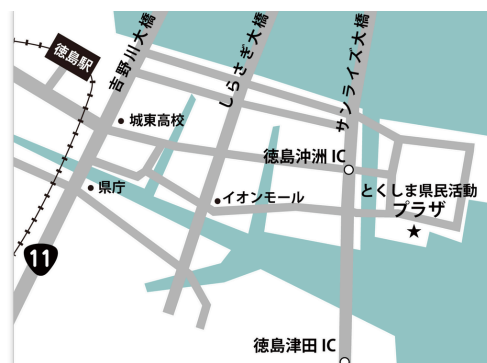 徳島駅
吉野川大橋
しらさぎ大橋
サンライズ大橋
城東高校
徳島沖洲 IC
県庁
イオンモール
とくしま県民活動
プラザ
11
徳島津田 IC